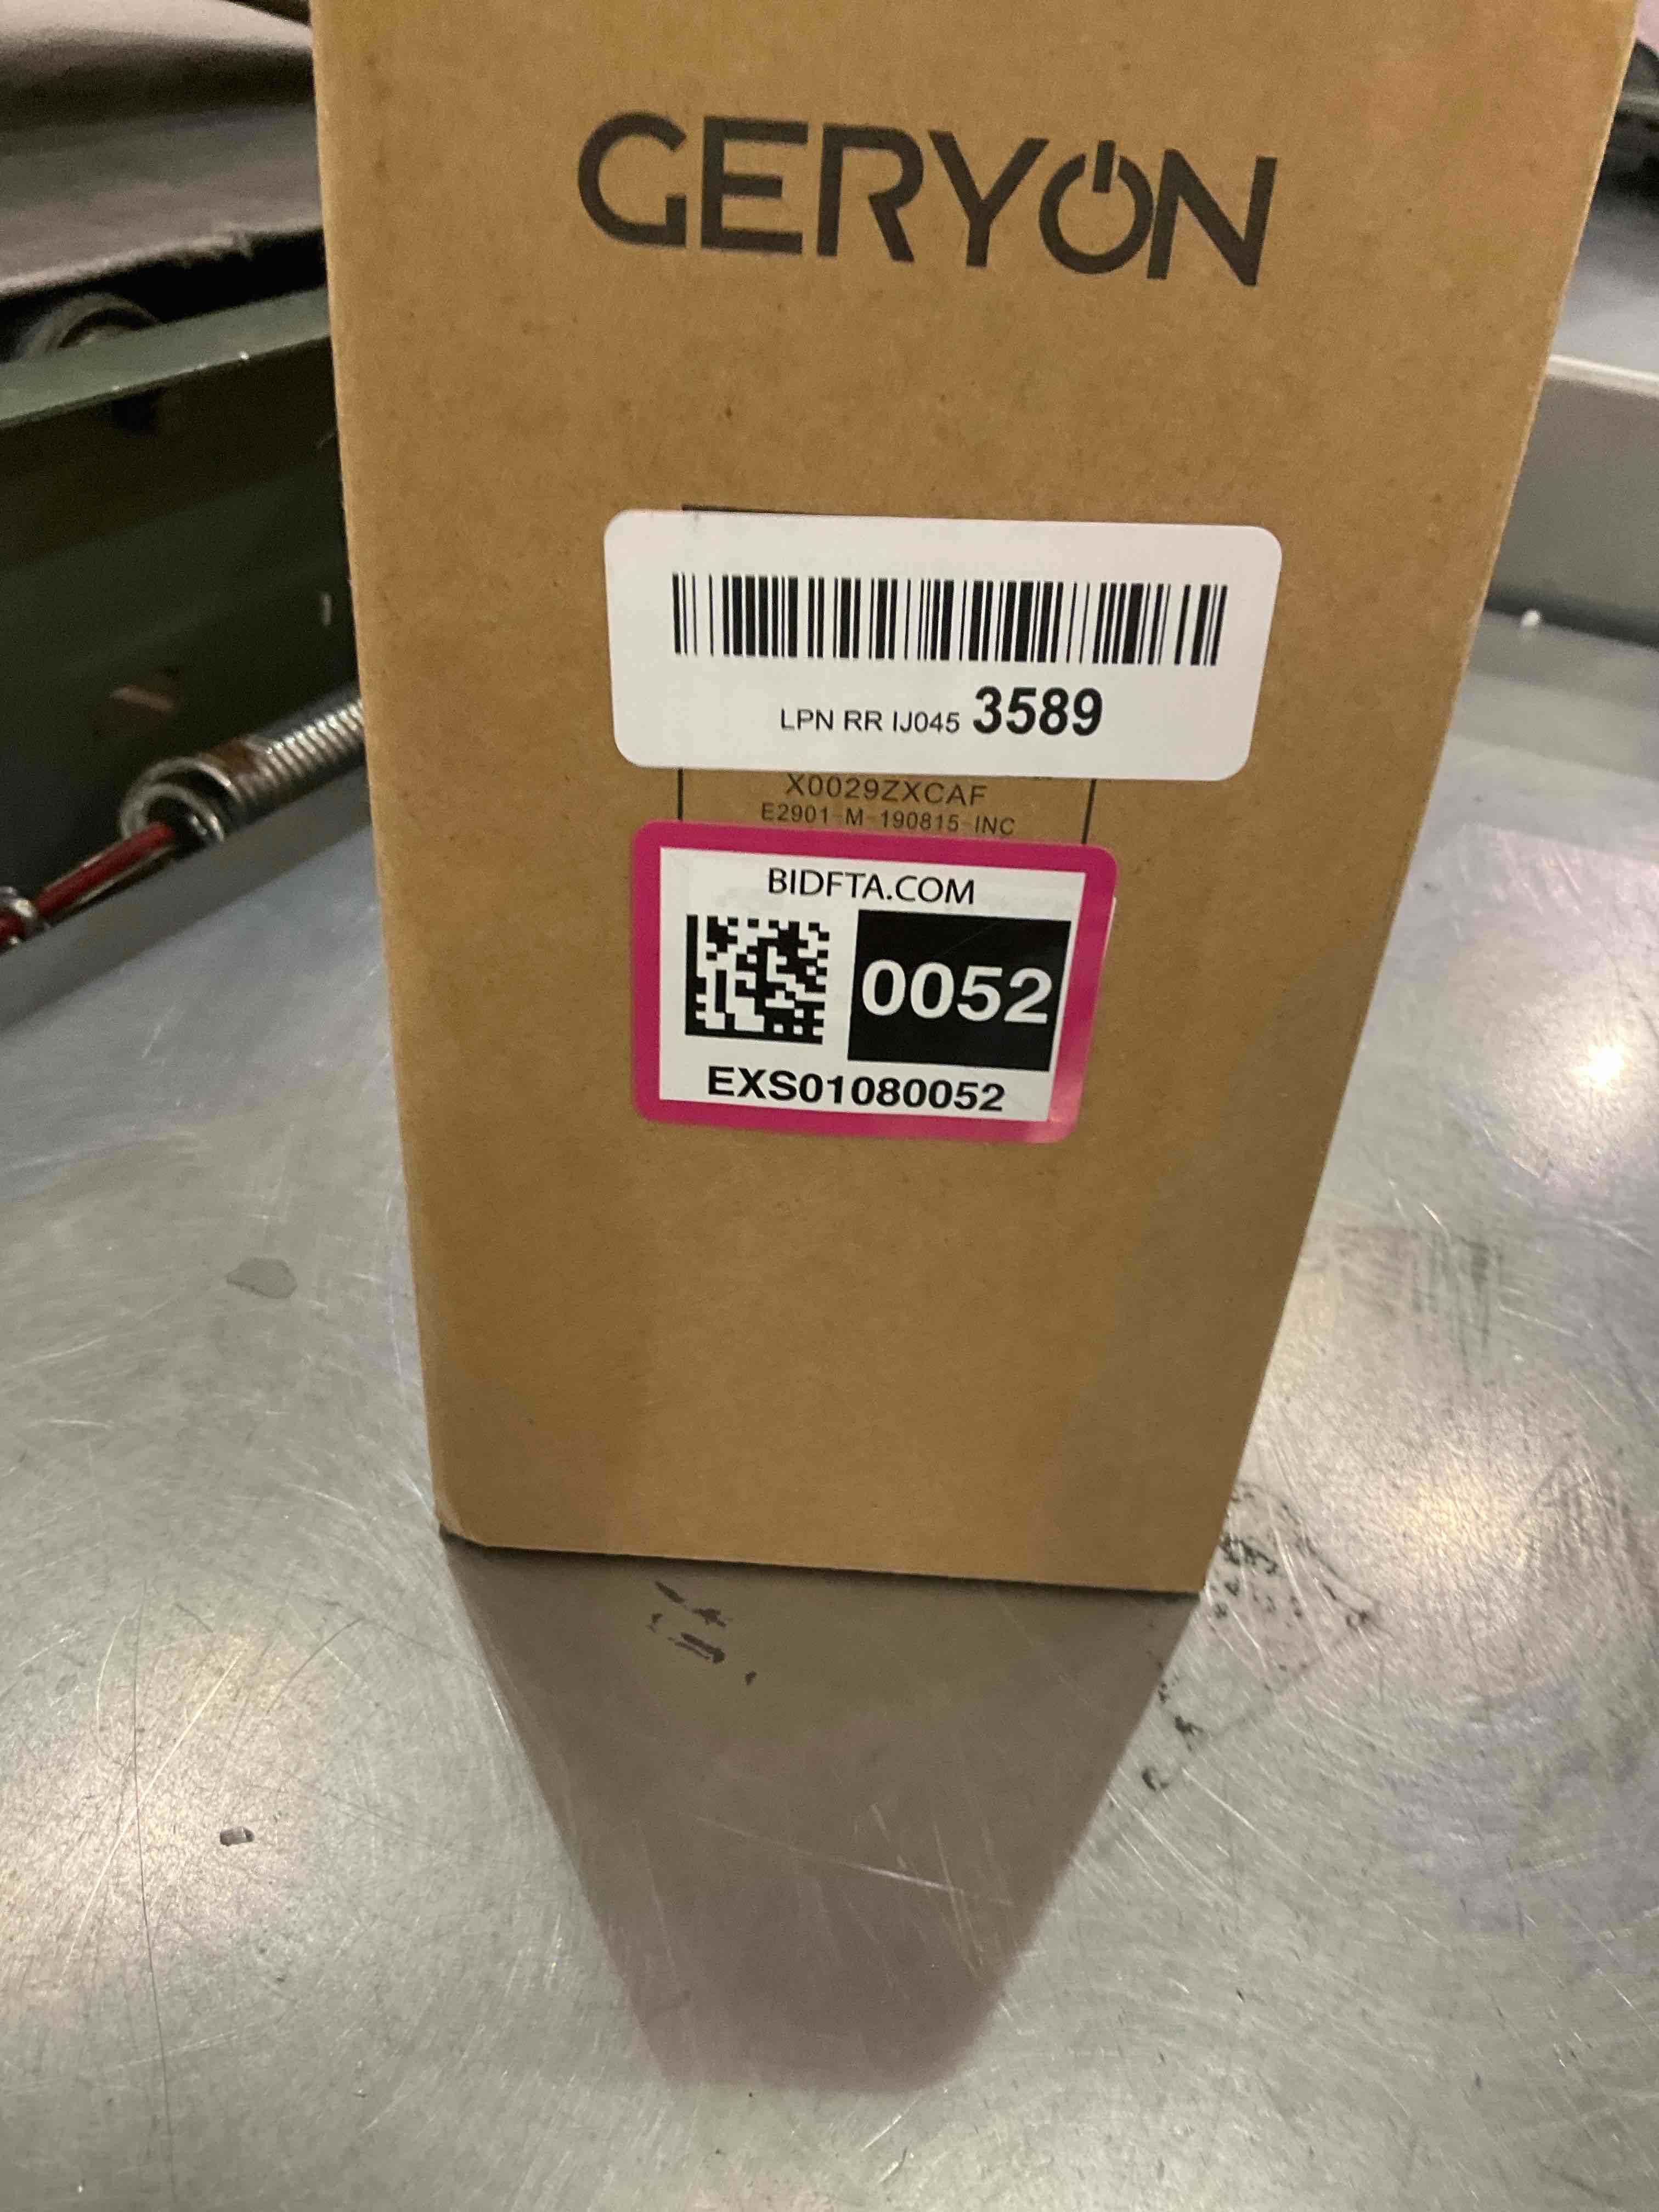 GERYON
LPN RR IJ045 3589
X0029ZXCAF
E2901-M-190815-INC
BIDFTA.COM
0052
EXS01080052